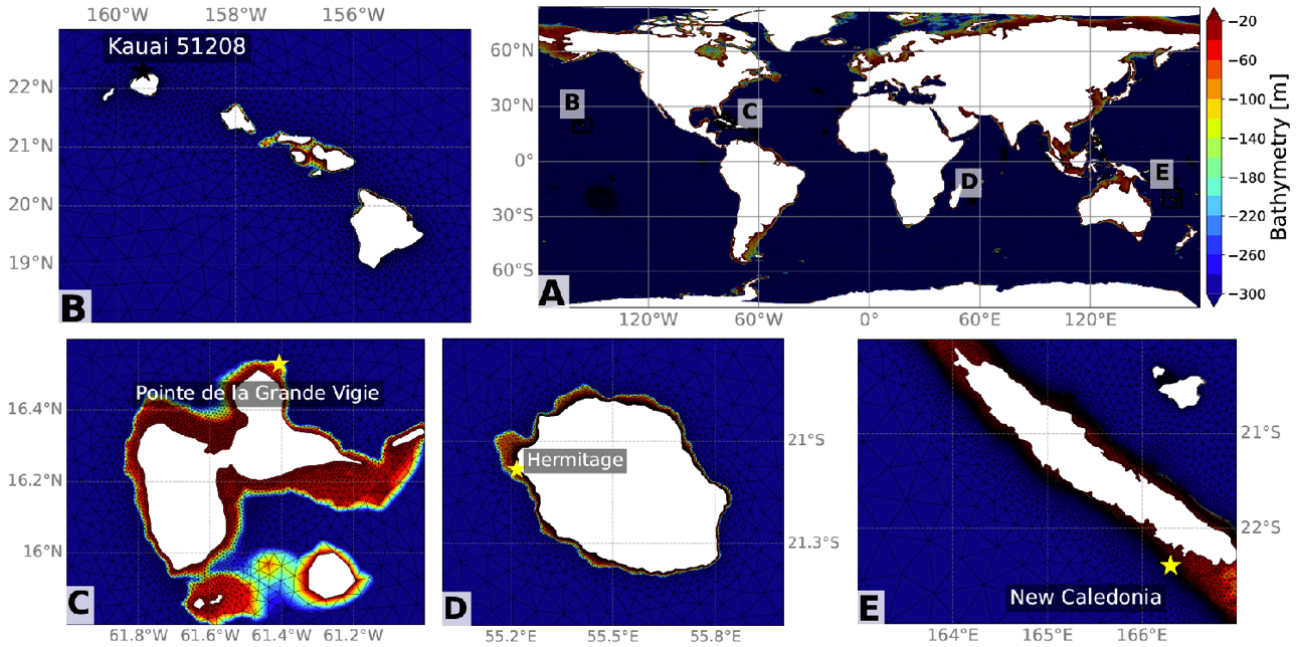 160°W 158°W 156°W
Kauai 51208
22°N
21°N
20°N
19°N
B
60°N
30°N
0°
30°S
60°S
B
C
D
E
A
120°W 60°W 0° 60°E 120°E
−20
−60
−100
−140
−180
−220
−260
−300
Bathymetry [m]
Pointe de la Grande Vigie
16.4°N
16.2°N
16°N
C
61.8°W 61.6°W 61.4°W 61.2°W
Hermitage
21°S
21.3°S
D
55.2°E 55.5°E 55.8°E
21°S
22°S
New Caledonia
E
164°E 165°E 166°E